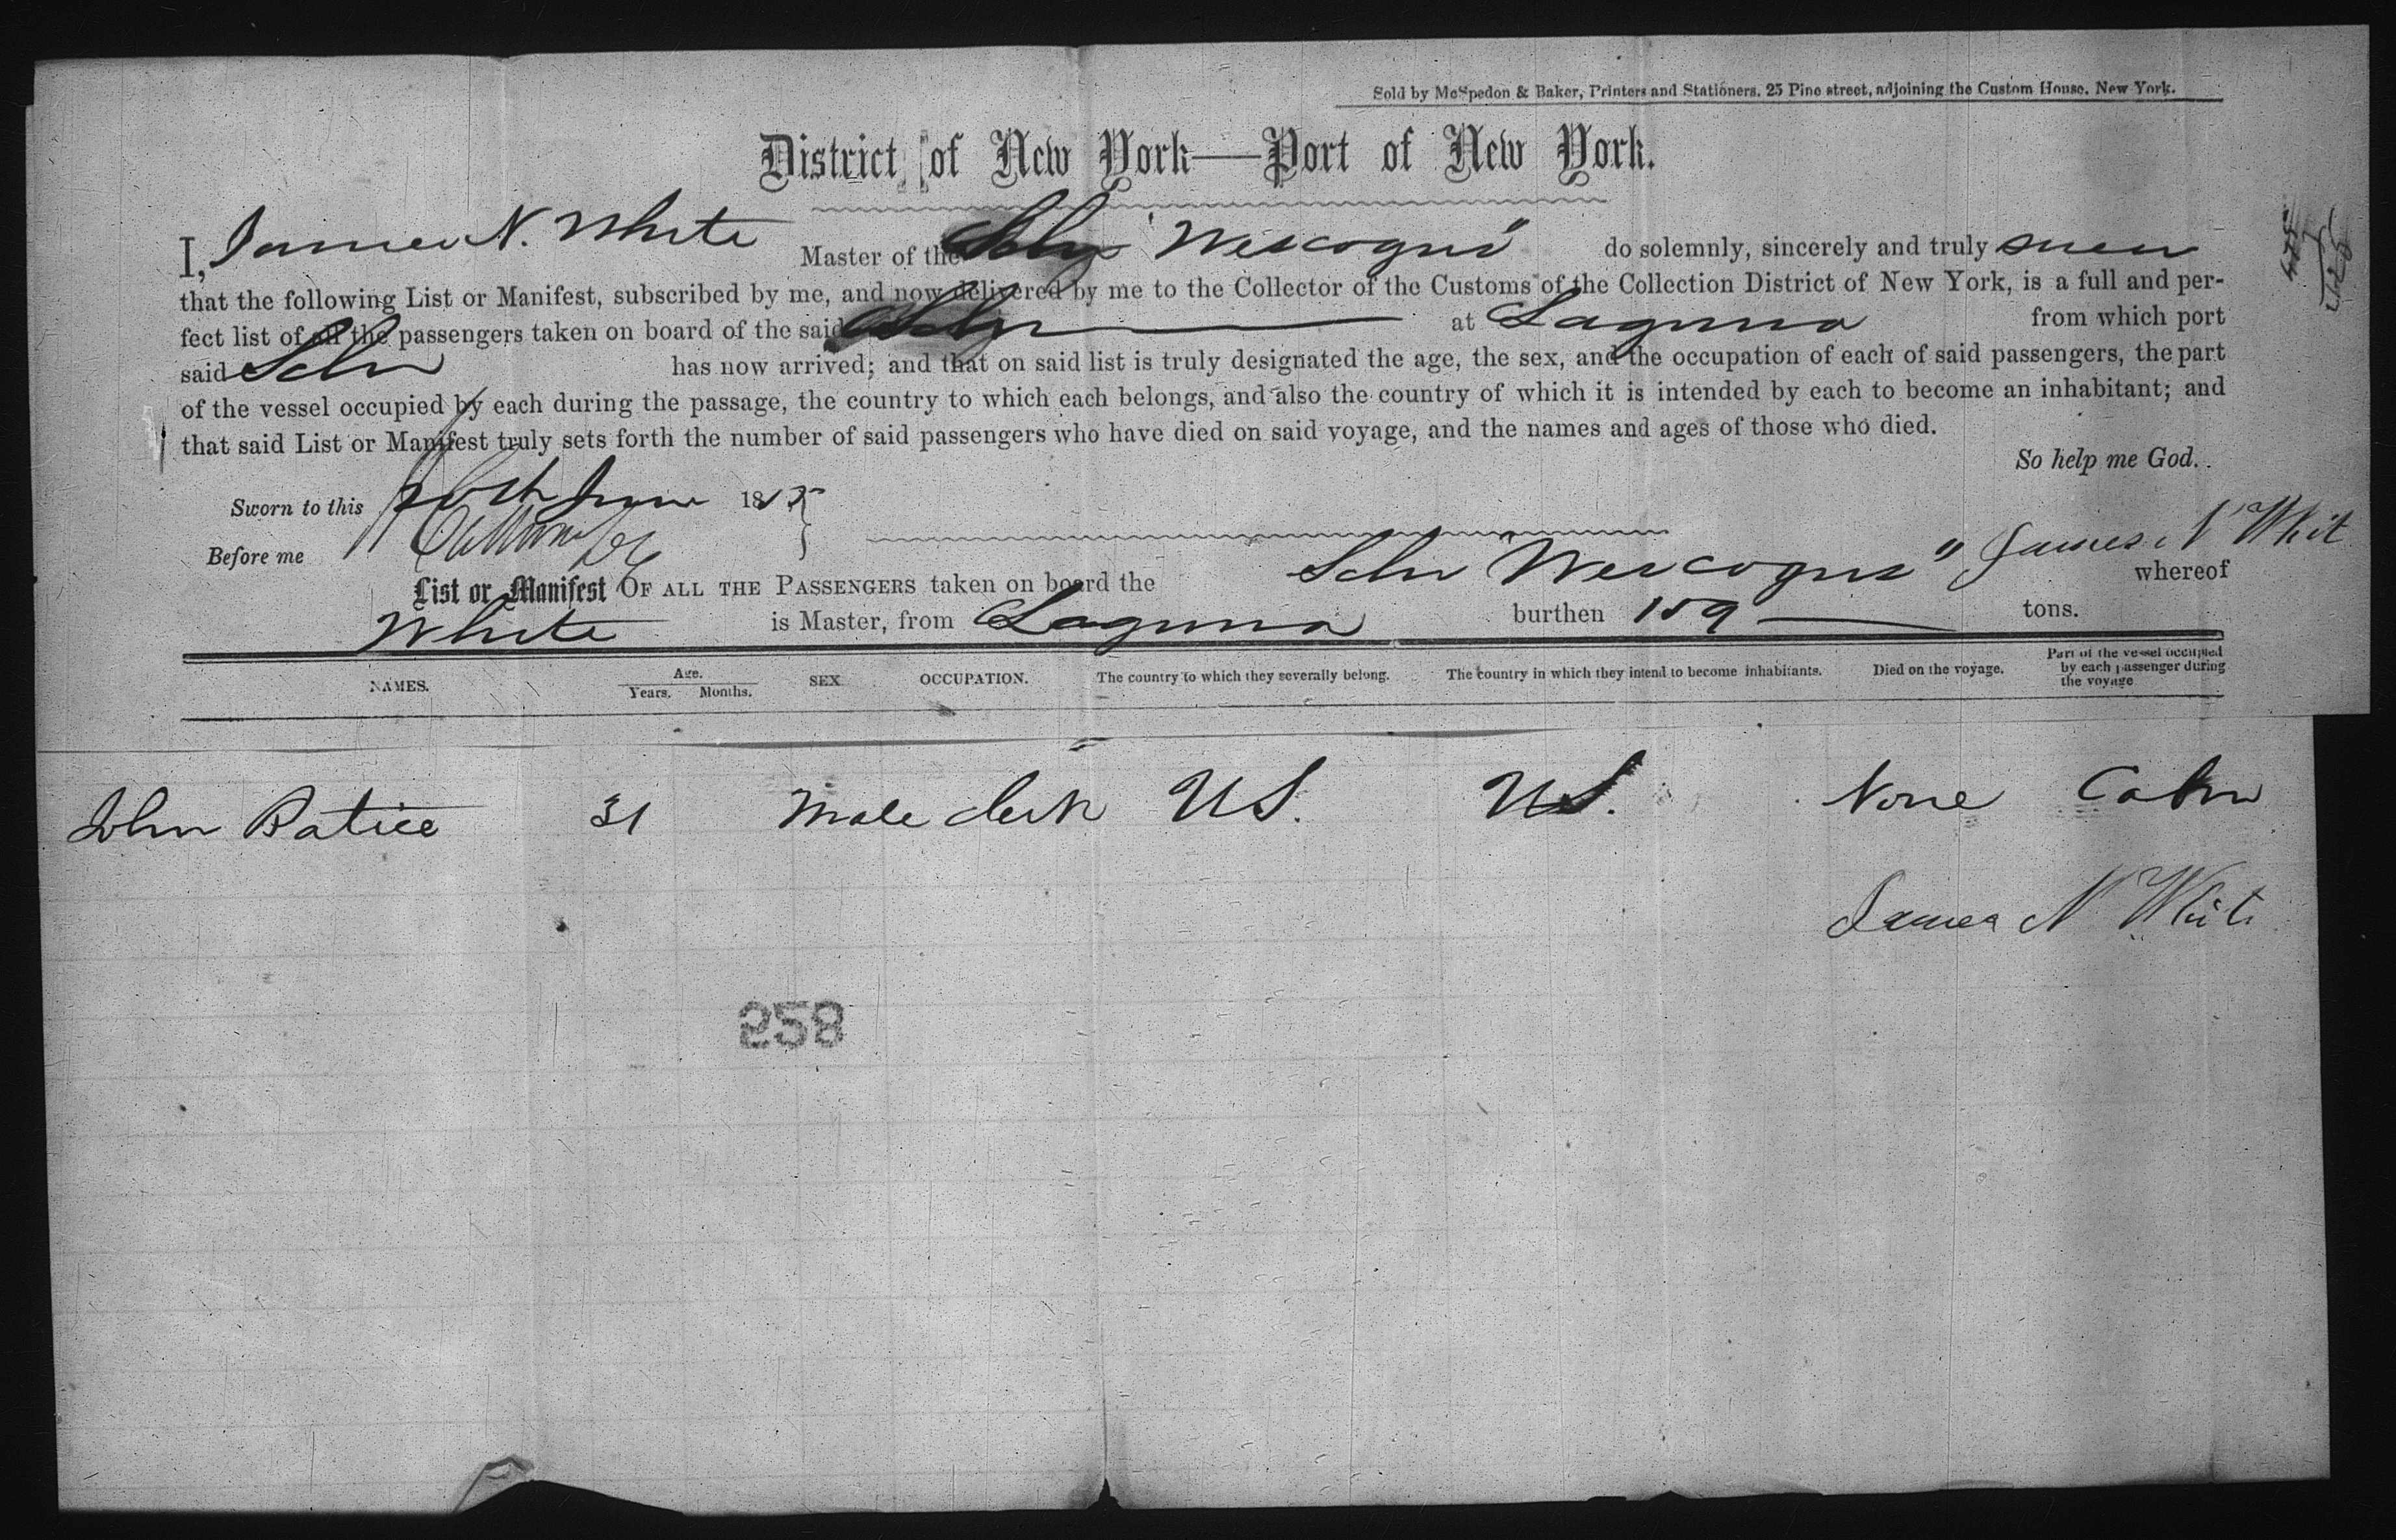 Sold by McSpedon & Baker, Printers and Stationers, 25 Pine street, adjoining the Custom House, New York.
District of New York—Port of New York.
I, James N. White Master of the Schr "Wescogus" do solemnly, sincerely and truly swear
that the following List or Manifest, subscribed by me, and now delivered by me to the Collector of the Customs of the Collection District of New York, is a full and per-
fect list of all the passengers taken on board of the said Schr at Laguna from which port
said Schr has now arrived; and that on said list is truly designated the age, the sex, and the occupation of each of said passengers, the part
of the vessel occupied by each during the passage, the country to which each belongs, and also the country of which it is intended by each to become an inhabitant; and
that said List or Manifest truly sets forth the number of said passengers who have died on said voyage, and the names and ages of those who died.
So help me God.
Sworn to this June 18
Before me
James N White
List or Manifest OF ALL THE PASSENGERS taken on board the Schr "Wescogus" whereof
White is Master, from Laguna burthen 159 tons.
NAMES. Age. Years. Months. SEX OCCUPATION. The country to which they severally belong. The country in which they intend to become inhabitants. Died on the voyage. Part of the vessel occupied by each passenger during the voyage
John Patice 31 Male clerk US. US. None Cabin
James N White
258